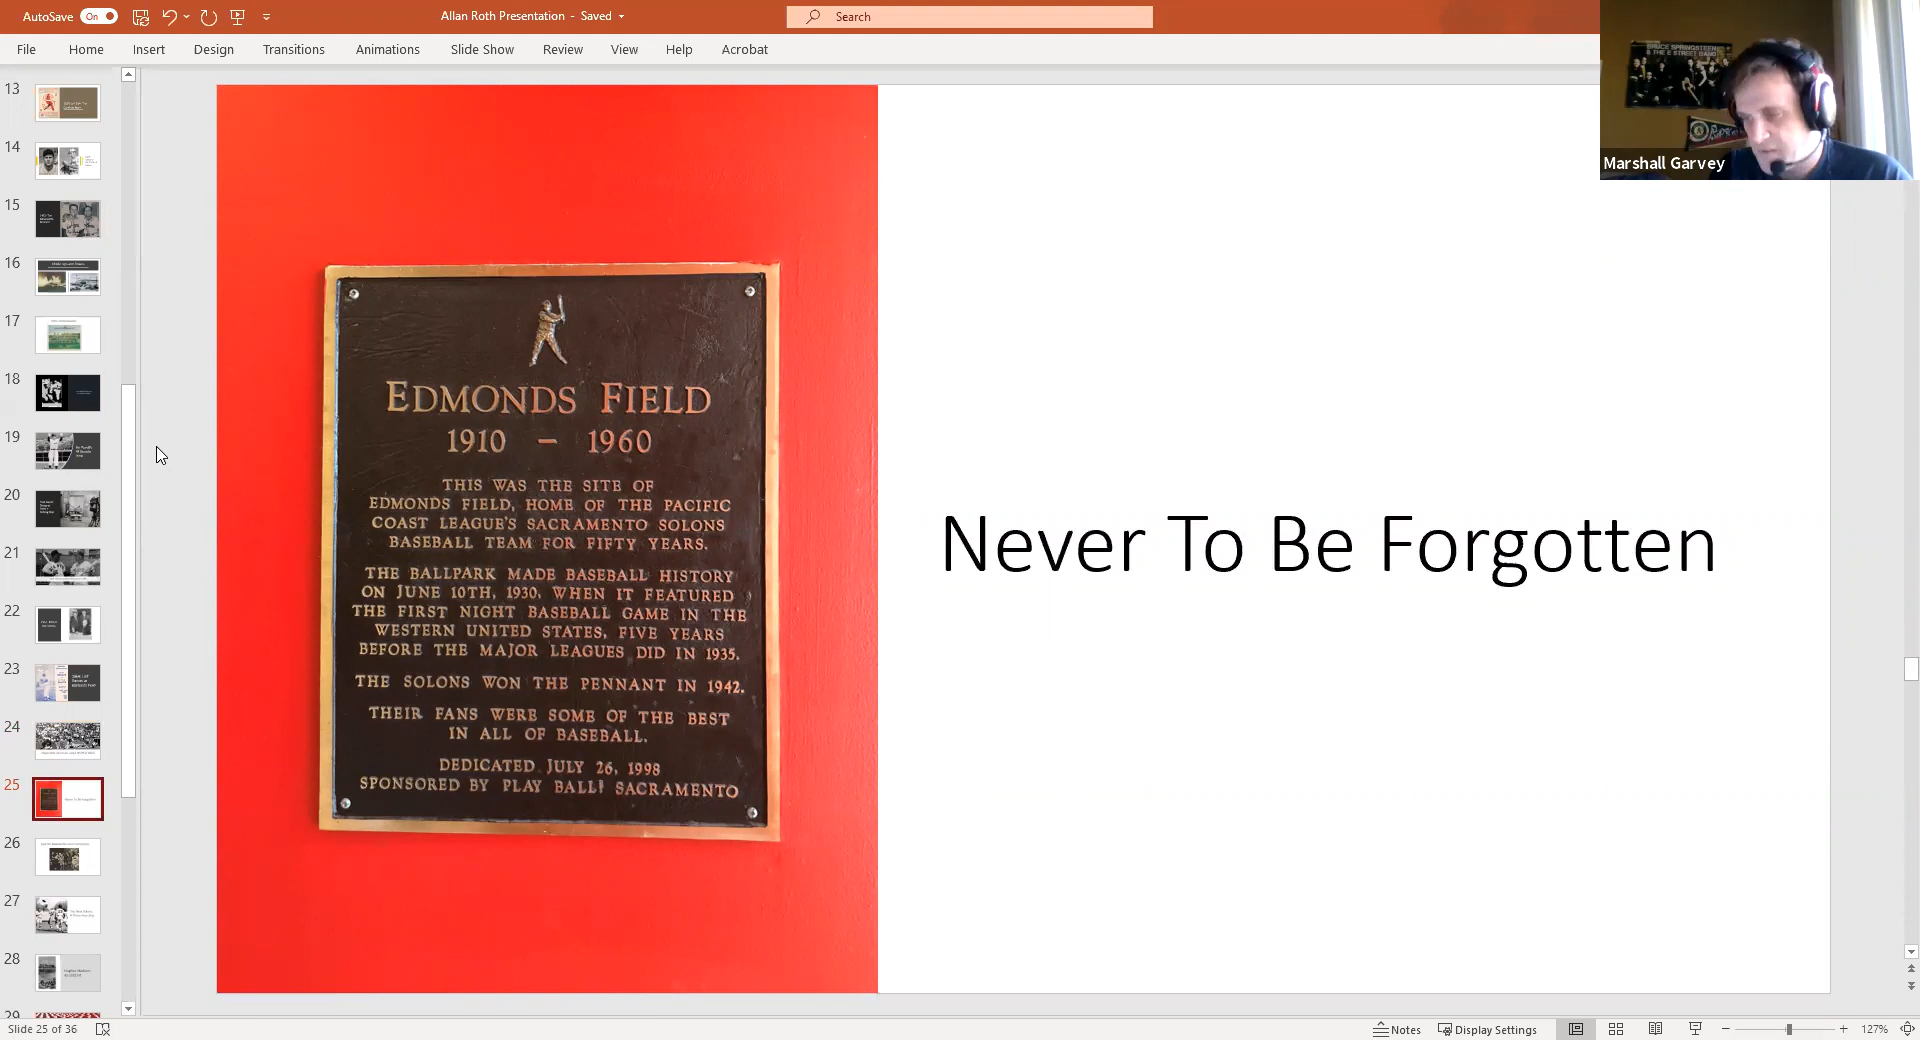 AutoSave On
Allan Roth Presentation - Saved
Search
File Home Insert Design Transitions Animations Slide Show Review View Help Acrobat
BRUCE SPRINGSTEEN
& THE E STREET BAND
Marshall Garvey
13
14
15
16
17
18
19
20
21
22
23
24
25
26
27
28
29
EDMONDS FIELD
1910 – 1960
THIS WAS THE SITE OF
EDMONDS FIELD, HOME OF THE PACIFIC
COAST LEAGUE'S SACRAMENTO SOLONS
BASEBALL TEAM FOR FIFTY YEARS.
THE BALLPARK MADE BASEBALL HISTORY
ON JUNE 10TH, 1930, WHEN IT FEATURED
THE FIRST NIGHT BASEBALL GAME IN THE
WESTERN UNITED STATES, FIVE YEARS
BEFORE THE MAJOR LEAGUES DID IN 1935.
THE SOLONS WON THE PENNANT IN 1942.
THEIR FANS WERE SOME OF THE BEST
IN ALL OF BASEBALL.
DEDICATED JULY 26, 1998
SPONSORED BY PLAY BALL! SACRAMENTO
Never To Be Forgotten
Slide 25 of 36
Notes
Display Settings
127%